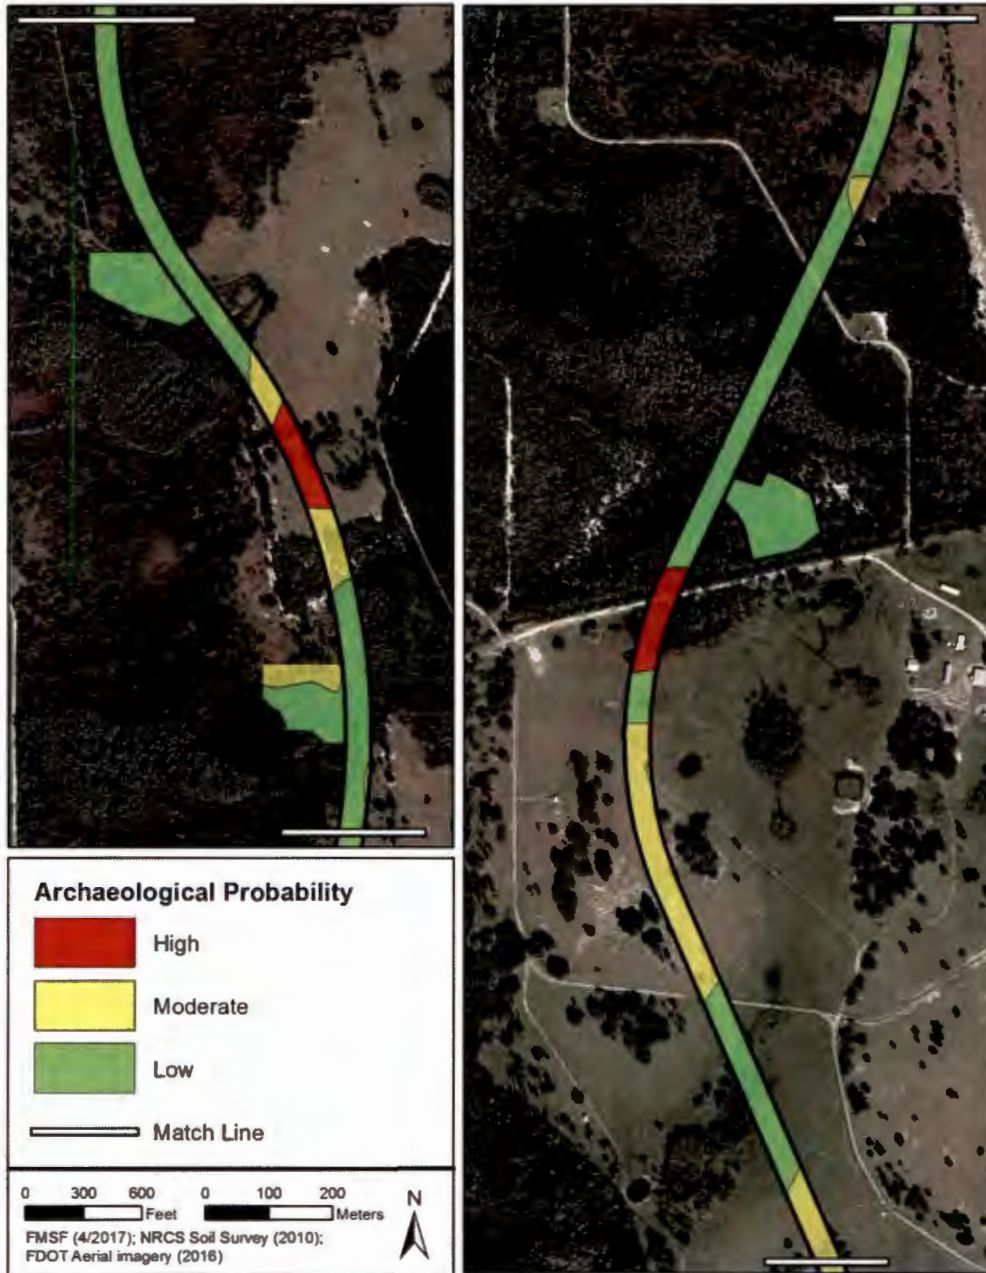 Archaeological Probability
High
Moderate
Low
Match Line
0 300 600 0 100 200 N
Feet Meters
FMSF (4/2017); NRCS Soil Survey (2010);
FDOT Aerial imagery (2016)